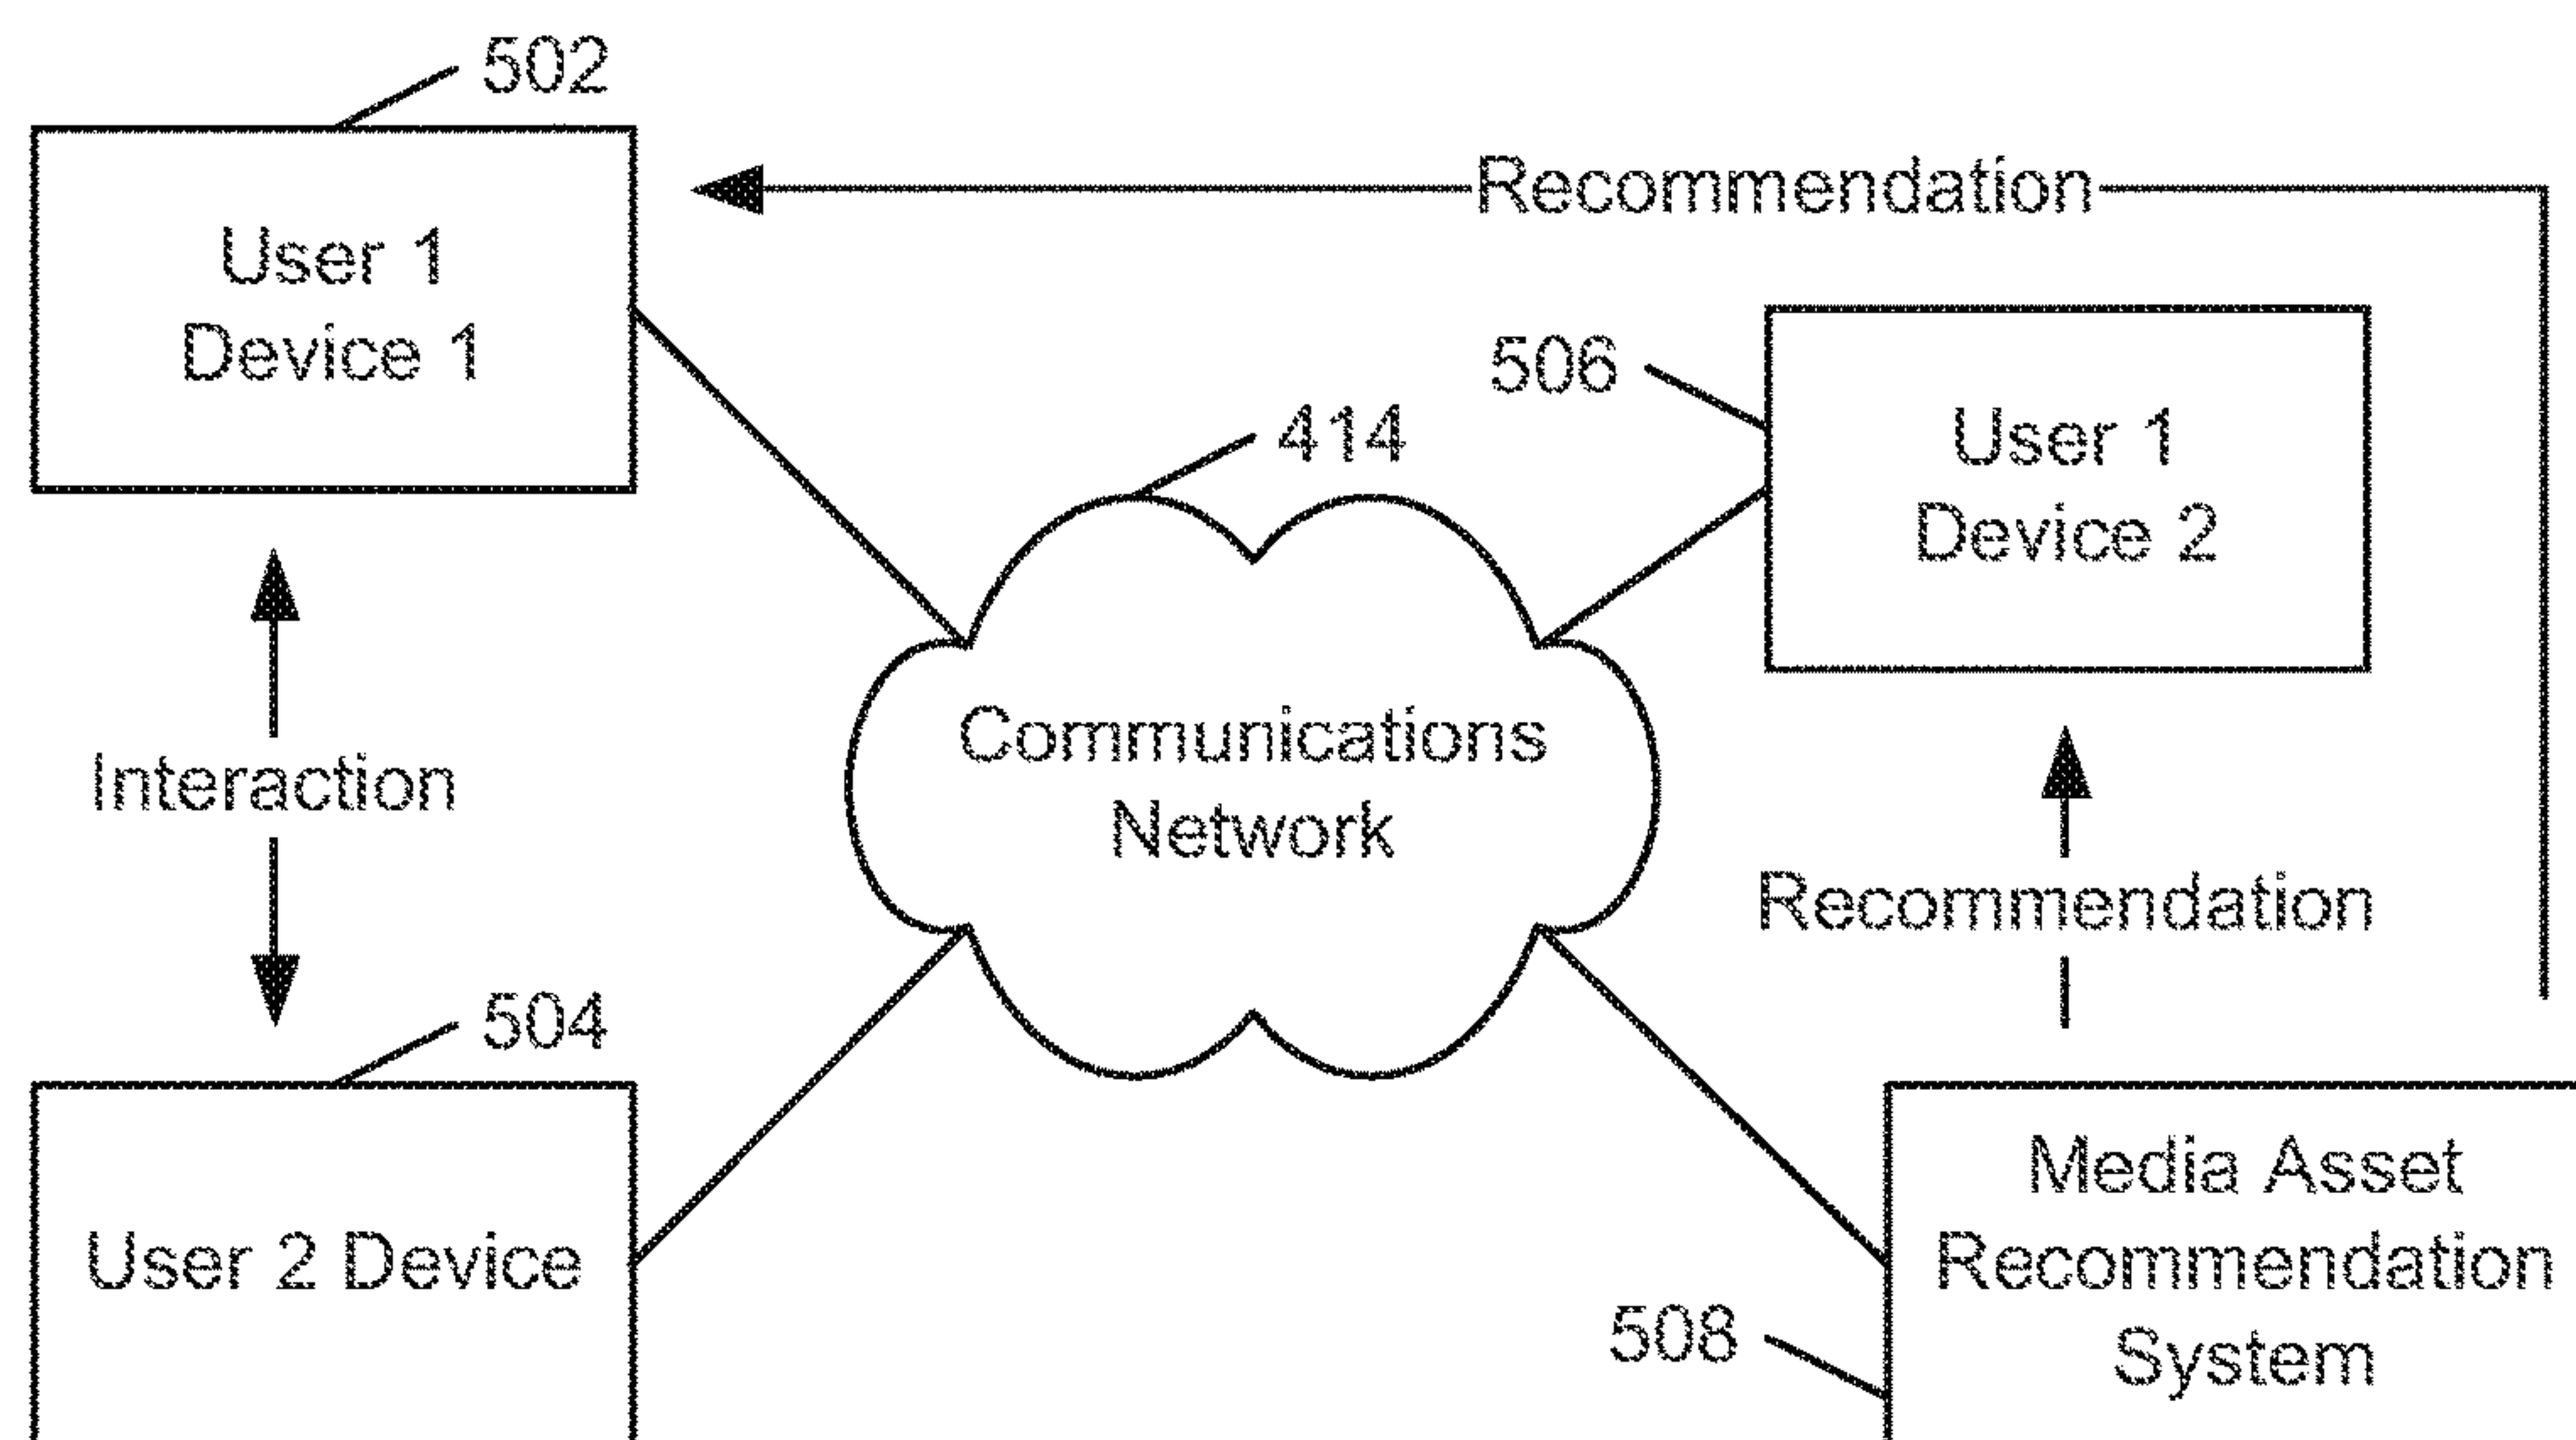 502
User 1
Device 1
Recommendation
506
User 1
Device 2
414
Communications
Network
Interaction
Recommendation
504
User 2 Device
Media Asset
Recommendation
System
508